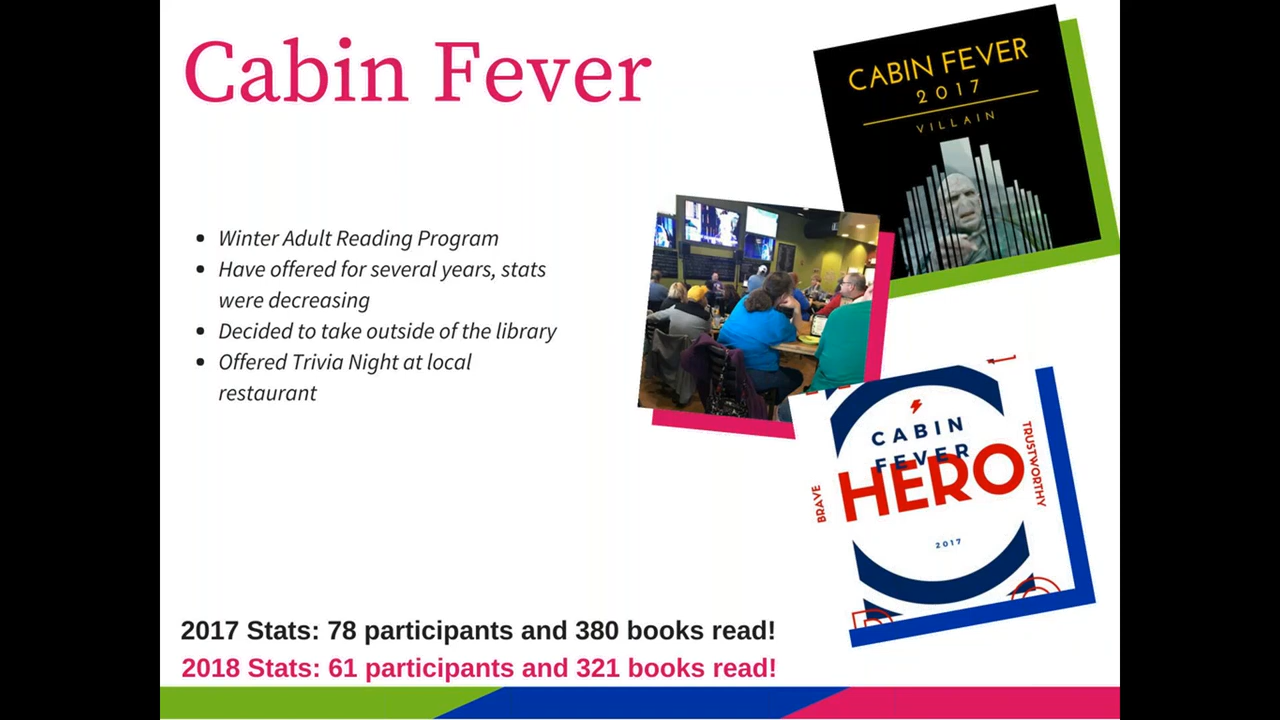 Cabin Fever
CABIN FEVER
2017
VILLAIN
• Winter Adult Reading Program
• Have offered for several years, stats
were decreasing
• Decided to take outside of the library
• Offered Trivia Night at local
restaurant
CABIN
FEVER
HERO
BRAVE
TRUSTWORTHY
2017
2017 Stats: 78 participants and 380 books read!
2018 Stats: 61 participants and 321 books read!